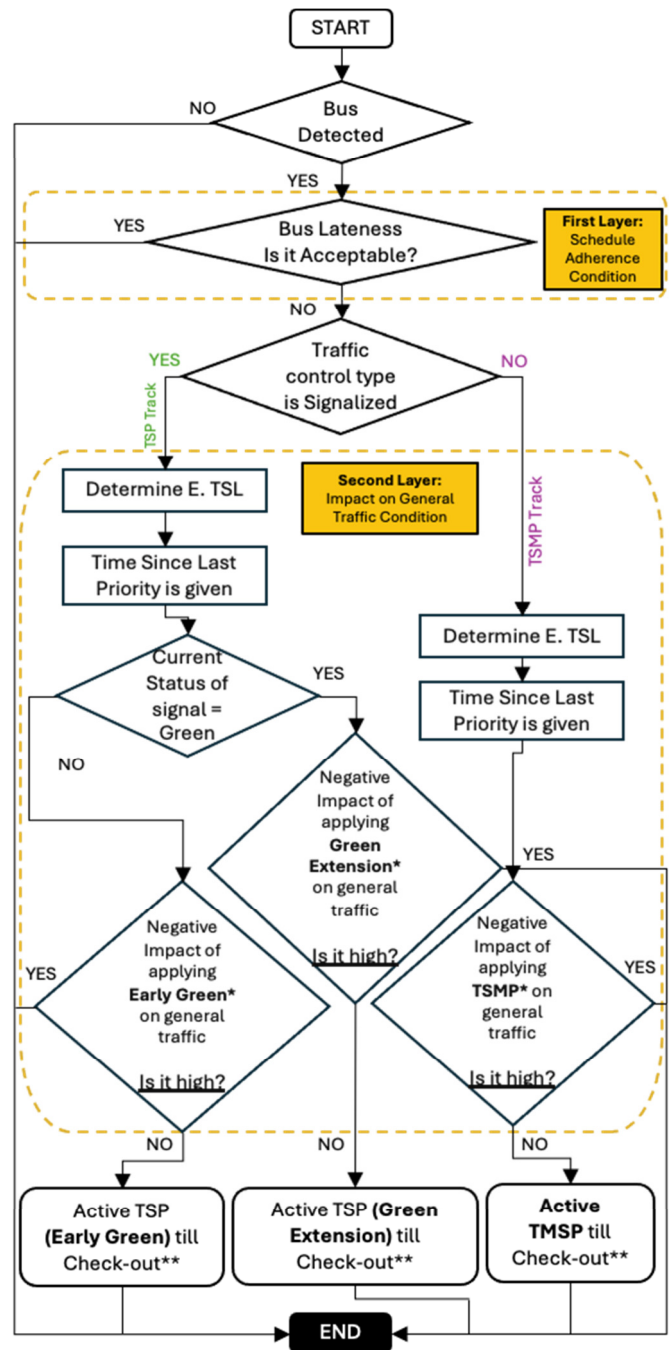 START
NO
Bus
Detected
YES
YES
Bus Lateness
Is it Acceptable?
First Layer:
Schedule
Adherence
Condition
NO
YES
Traffic
control type
is Signalized
NO
TSP Track
TSMP Track
Second Layer:
Impact on General
Traffic Condition
Determine E. TSL
Time Since Last
Priority is given
Determine E. TSL
Time Since Last
Priority is given
Current
Status of
signal =
Green
YES
NO
Negative
Impact of
applying
Green
Extension*
on general
traffic
Is it high?
YES
Negative
Impact of
applying
Early Green*
on general
traffic
Is it high?
YES
Negative
Impact of
applying
TSMP* on
general
traffic
Is it high?
YES
NO
NO
NO
Active TSP
(Early Green) till
Check-out**
Active TSP (Green
Extension) till
Check-out**
Active
TMSP till
Check-out**
END